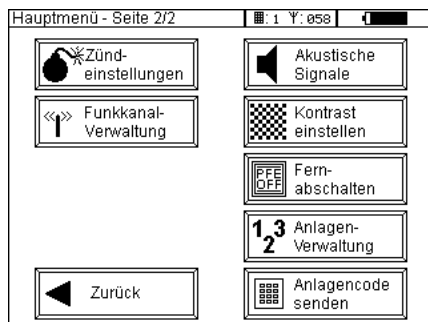 Hauptmenü - Seite 2/2
: 1 : 058
Zünd-
einstellungen
Funkkanal-
Verwaltung
Zurück
Akustische
Signale
Kontrast
einstellen
PFE
OFF
Fern-
abschalten
1 2 3
Anlagen-
Verwaltung
Anlagencode
senden